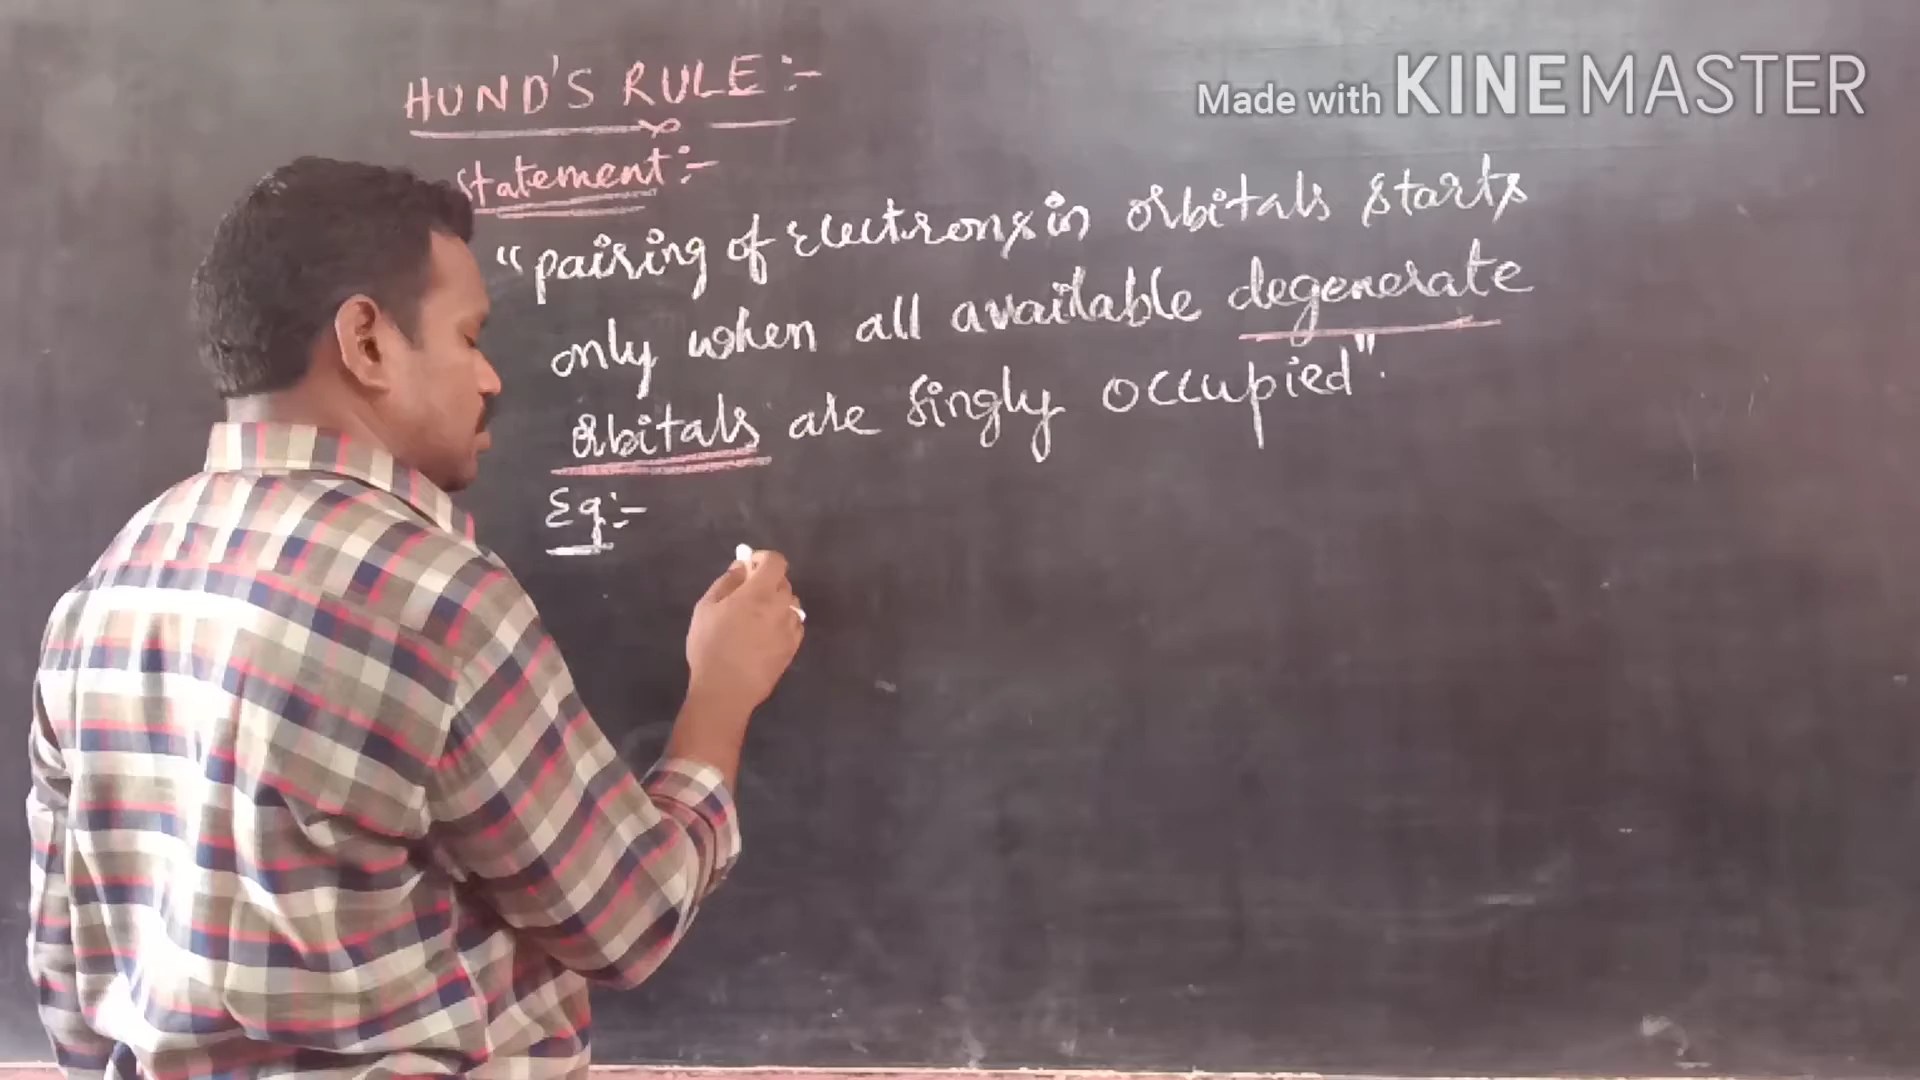 HUND'S RULE:-
Made with KINEMASTER
statement:-
"pairing of Electrons in orbitals starts
only when all available degenerate
orbitals are singly occupied".
Eg:-